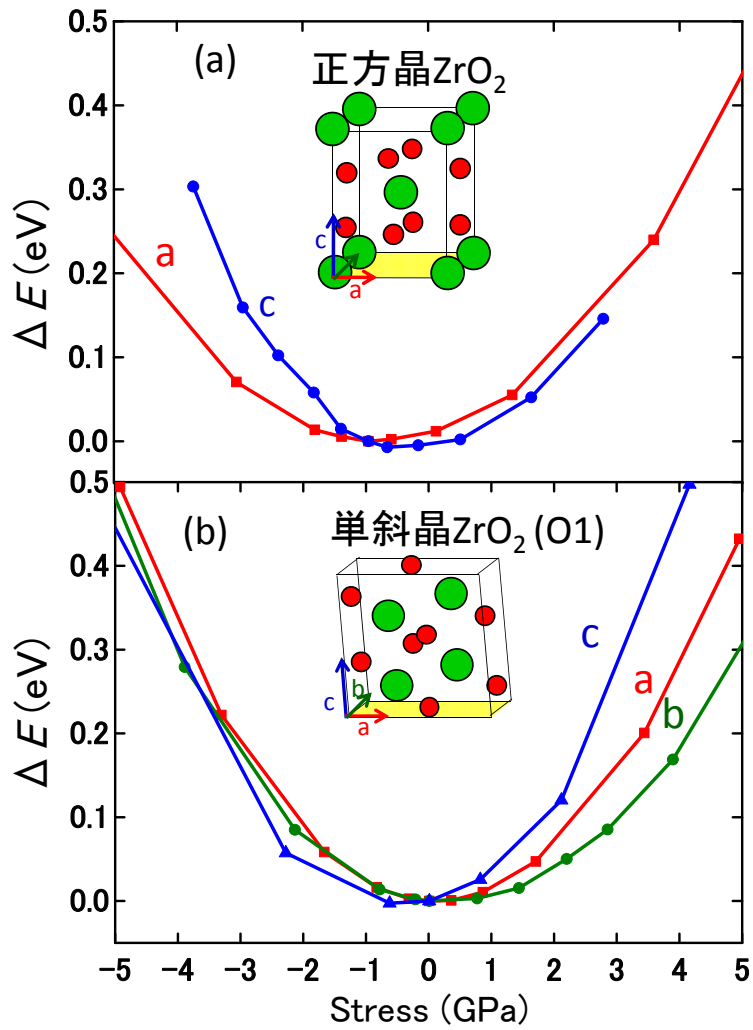 (a)
正方晶ZrO2
0.5
0.4
0.3
0.2
0.1
0.0
ΔE (eV)
a
c
c
a
0.5
0.4
0.3
0.2
0.1
0.0
ΔE (eV)
(b)
単斜晶ZrO2 (O1)
c
a
b
c
b
a
−5 −4 −3 −2 −1 0 1 2 3 4 5
Stress (GPa)